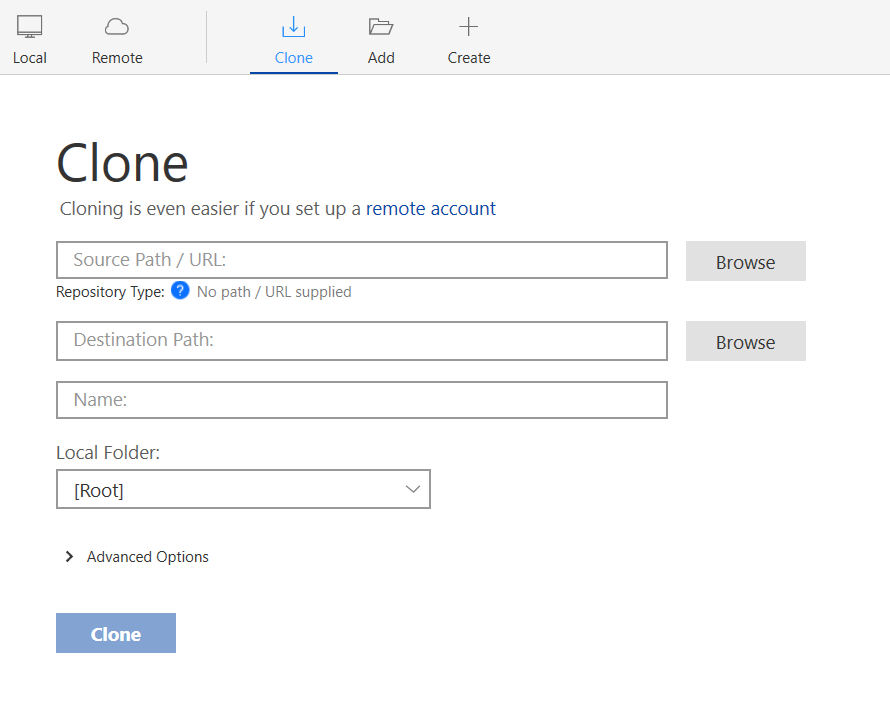 Local Remote Clone Add Create
Clone
Cloning is even easier if you set up a remote account
Source Path / URL:
Browse
Repository Type: ? No path / URL supplied
Destination Path:
Browse
Name:
Local Folder:
[Root]
Advanced Options
Clone